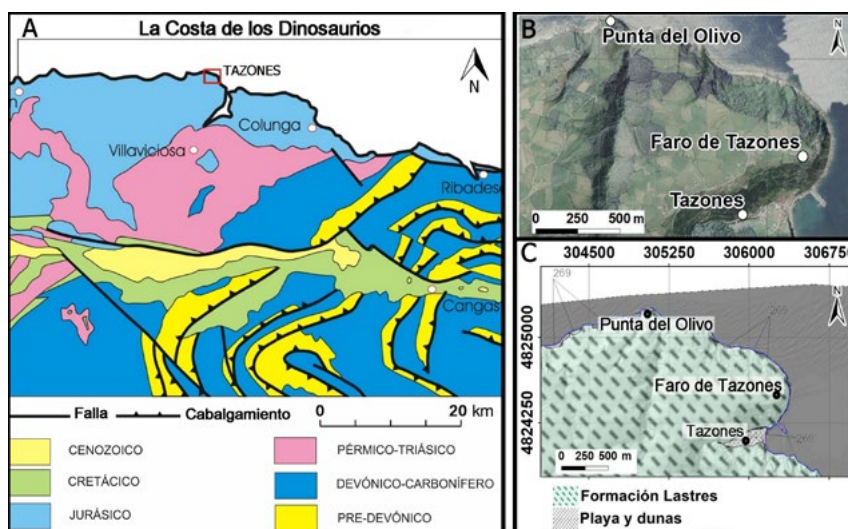 A
La Costa de los Dinosaurios
TAZONES
N
Colunga
Villaviciosa
Cangas
Falla
Cabalgamiento
0 20 km
CENOZOICO
CRETÁCICO
JURÁSICO
PÉRMICO-TRIÁSICO
DEVÓNICO-CARBONÍFERO
PRE-DEVÓNICO
B
Punta del Olivo
N
Faro de Tazones
Tazones
0 250 500 m
C
304500 305250 306000 306750
269
269
N
Punta del Olivo
4825000
Faro de Tazones
4824250
Tazones
0 250 500 m
Formación Lastres
Playa y dunas